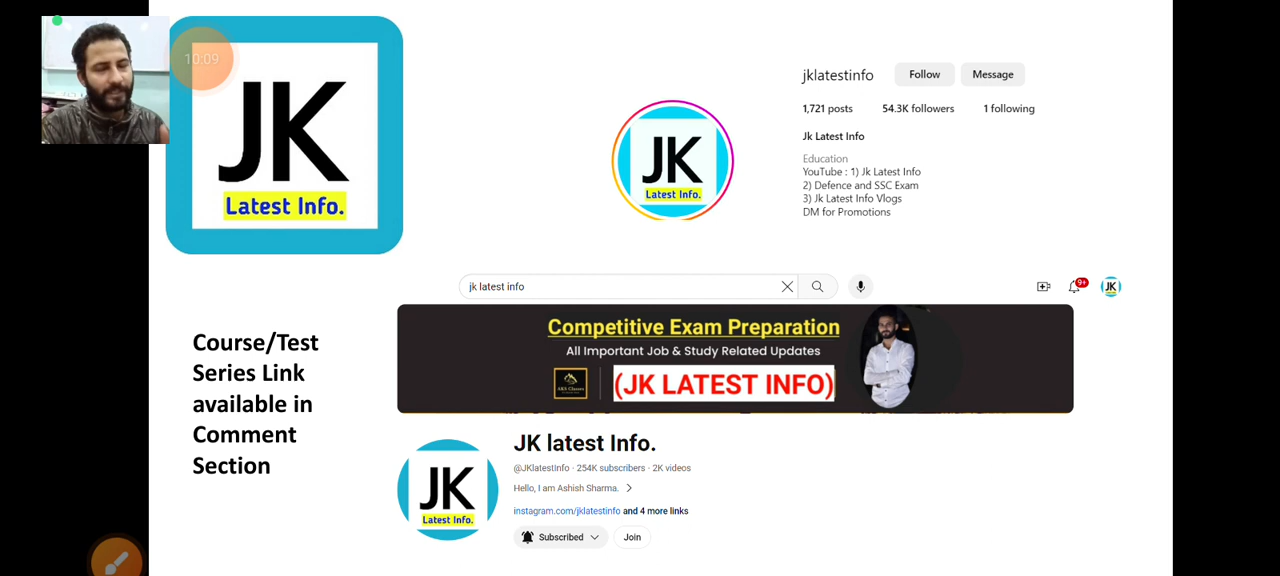 10:09
JK
Latest Info.
jklatestinfo Follow Message
1,721 posts 54.3K followers 1 following
Jk Latest Info
Education
YouTube : 1) Jk Latest Info
2) Defence and SSC Exam
3) Jk Latest Info Vlogs
DM for Promotions
JK
Latest Info.
jk latest info
9+
JK
Course/Test
Series Link
available in
Comment
Section
Competitive Exam Preparation
All Important Job & Study Related Updates
(JK LATEST INFO)
JK
Latest Info.
JK latest Info.
@JKlatestInfo · 254K subscribers · 2K videos
Hello, I am Ashish Sharma.
instagram.com/jklatestinfo and 4 more links
Subscribed Join